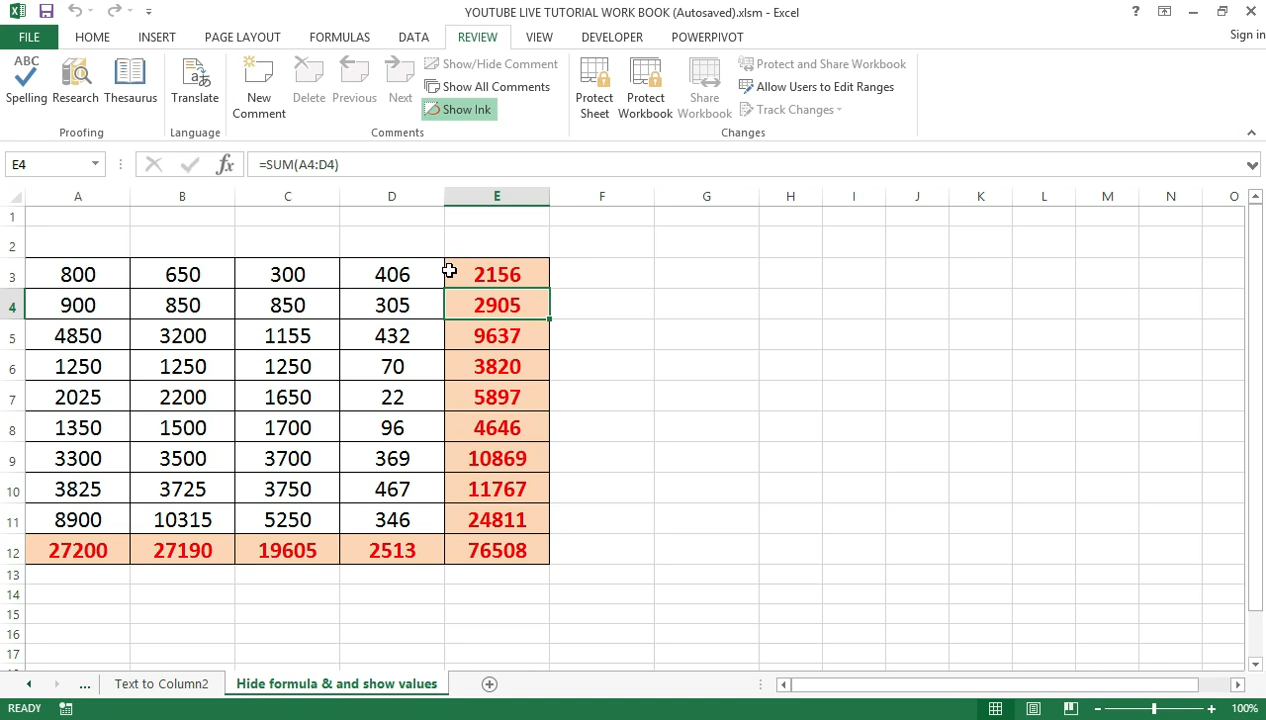 YOUTUBE LIVE TUTORIAL WORK BOOK (Autosaved).xlsm - Excel
?
FILE HOME INSERT PAGE LAYOUT FORMULAS DATA REVIEW VIEW DEVELOPER POWERPIVOT Sign in
ABC
Spelling Research Thesaurus Translate New Comment Delete Previous Next
Show/Hide Comment
Show All Comments
Show Ink
Protect Sheet Protect Workbook Share Workbook
Protect and Share Workbook
Allow Users to Edit Ranges
Track Changes
Proofing Language Comments Changes
E4 fx =SUM(A4:D4)
A B C D E F G H I J K L M N O
1
2
3 800 650 300 406 2156
4 900 850 850 305 2905
5 4850 3200 1155 432 9637
6 1250 1250 1250 70 3820
7 2025 2200 1650 22 5897
8 1350 1500 1700 96 4646
9 3300 3500 3700 369 10869
10 3825 3725 3750 467 11767
11 8900 10315 5250 346 24811
12 27200 27190 19605 2513 76508
13
14
15
16
17
... Text to Column2 Hide formula & and show values
READY 100%